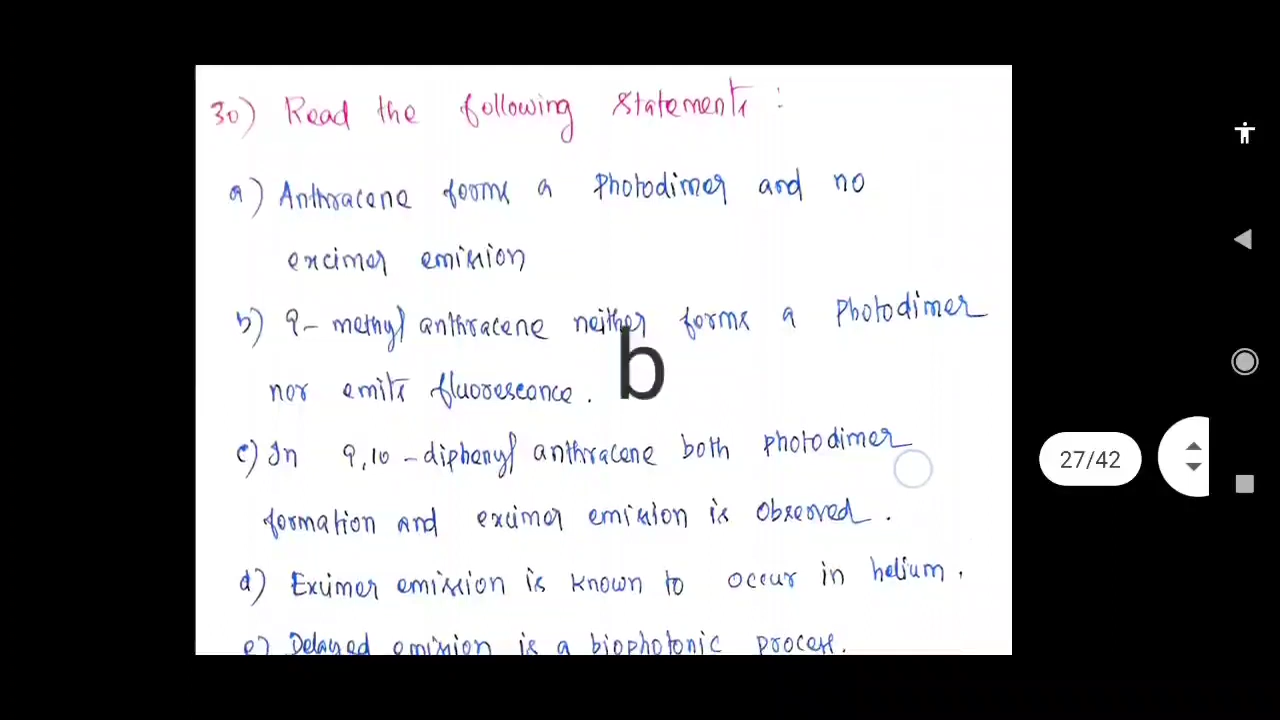 30) Read the following statements :
a) Anthracene forms a photodimer and no
excimer emission
b) 9- methyl anthracene neither forms a photodimer
nor emits fluorescence.
b
c) In 9,10 -diphenyl anthracene both photodimer
formation and excimer emission is observed.
27/42
d) Eximer emission is known to occur in helium.
e) Delayed emission is a biophotonic process.